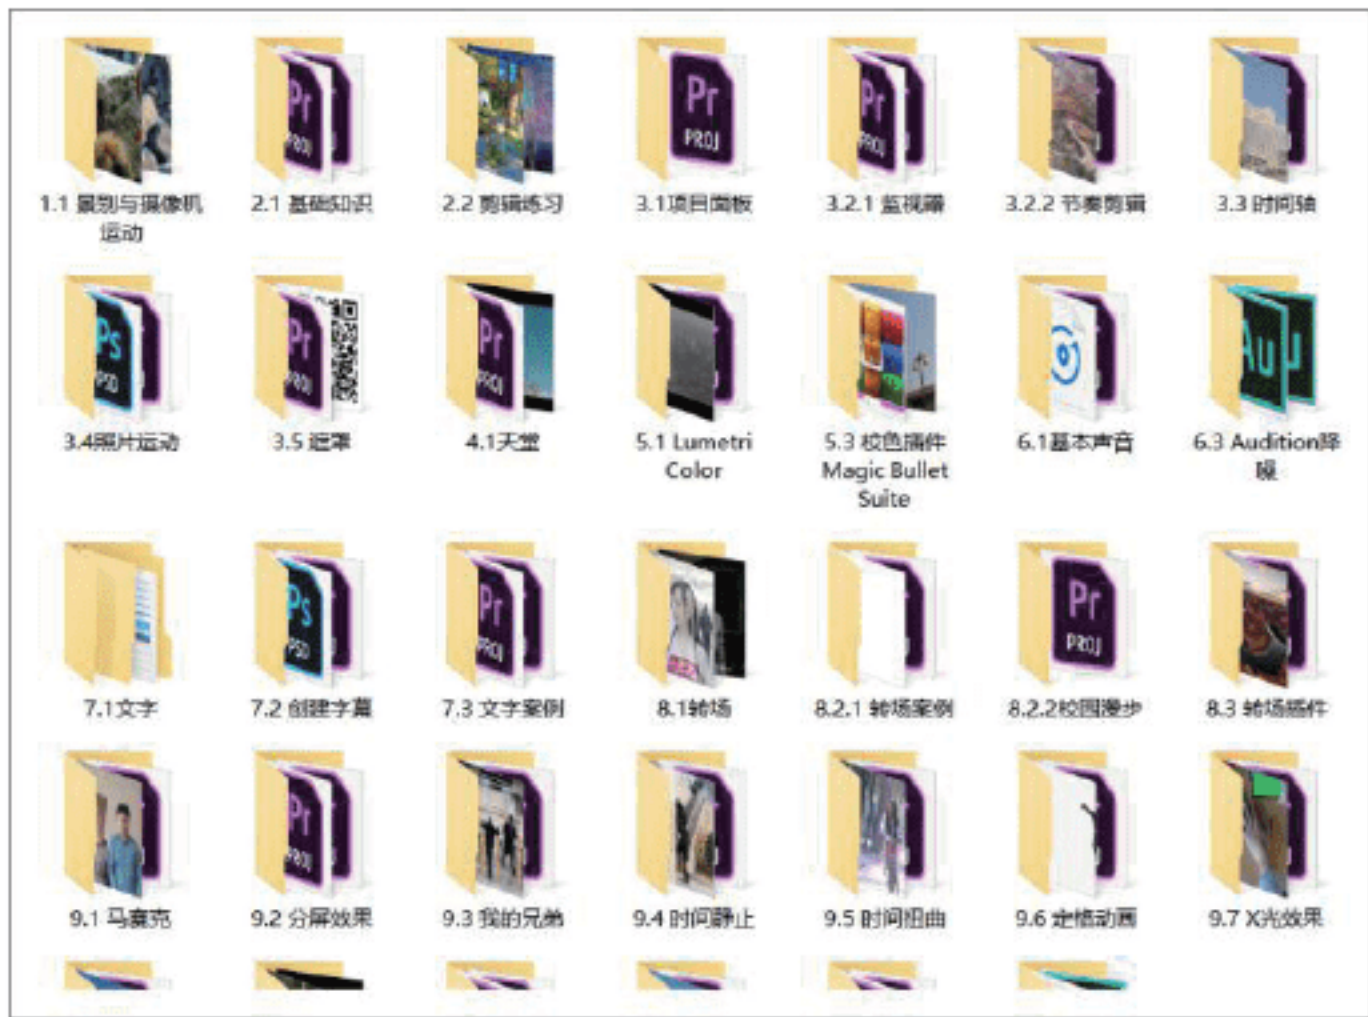 1.1 景别与摄像机
运动
2.1 基础知识
2.2 剪辑练习
3.1项目面板
3.2.1 监视器
3.2.2 节奏剪辑
3.3 时间轴
3.4照片运动
3.5 遮罩
4.1天堂
5.1 Lumetri
Color
5.3 校色插件
Magic Bullet
Suite
6.1基本声音
6.3 Audition降
噪
7.1文字
7.2 创建字幕
7.3 文字案例
8.1转场
8.2.1 转场案例
8.2.2校园漫步
8.3 转场插件
9.1 马赛克
9.2 分屏效果
9.3 我的兄弟
9.4 时间静止
9.5 时间扭曲
9.6 定格动画
9.7 X光效果